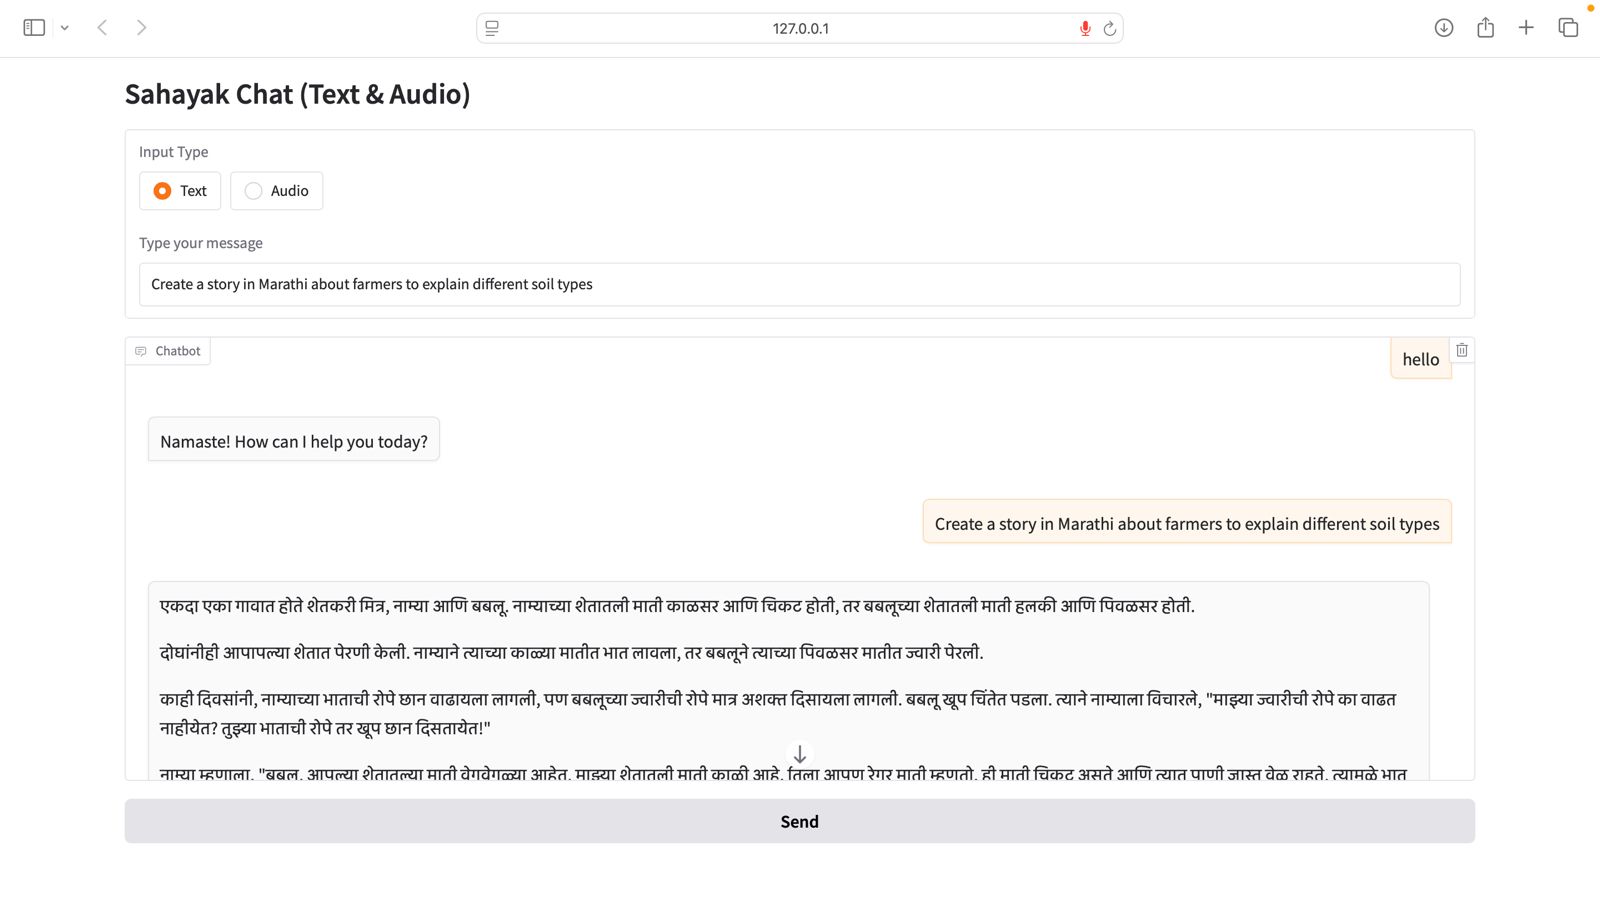 127.0.0.1
Sahayak Chat (Text & Audio)
Input Type
Text
Audio
Type your message
Create a story in Marathi about farmers to explain different soil types
Chatbot
hello
Namaste! How can I help you today?
Create a story in Marathi about farmers to explain different soil types
एकदा एका गावात होते शेतकरी मित्र, नाम्या आणि बबलू. नाम्याच्या शेतातली माती काळसर आणि चिकट होती, तर बबलूच्या शेतातली माती हलकी आणि पिवळसर होती.
दोघांनीही आपापल्या शेतात पेरणी केली. नाम्याने त्याच्या काळ्या मातीत भात लावला, तर बबलूने त्याच्या पिवळसर मातीत ज्वारी पेरली.
काही दिवसांनी, नाम्याच्या भाताची रोपे छान वाढायला लागली, पण बबलूच्या ज्वारीची रोपे मात्र अशक्त दिसायला लागली. बबलू खूप चिंतेत पडला. त्याने नाम्याला विचारले, "माझ्या ज्वारीची रोपे का वाढत
नाहीयेत? तुझ्या भाताची रोपे तर खूप छान दिसतायेत!"
नाम्या म्हणाला, "बबलू, आपल्या शेतातल्या माती वेगवेगळ्या आहेत. माझ्या शेतातली माती काळी आहे, तिला आपण रेगर माती म्हणतो. ही माती चिकट असते आणि त्यात पाणी जास्त वेळ राहते, त्यामुळे भात
Send